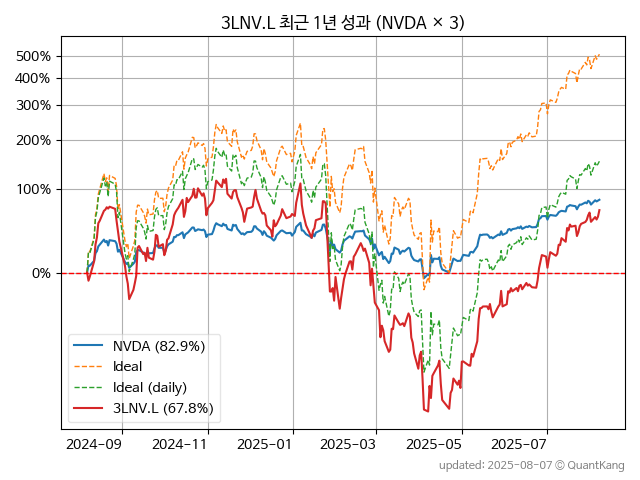 3LNV.L 최근 1년 성과 (NVDA × 3)
500%
400%
300%
200%
100%
0%
NVDA (82.9%)
Ideal
Ideal (daily)
3LNV.L (67.8%)
2024-09 2024-11 2025-01 2025-03 2025-05 2025-07
updated: 2025-08-07 © QuantKang